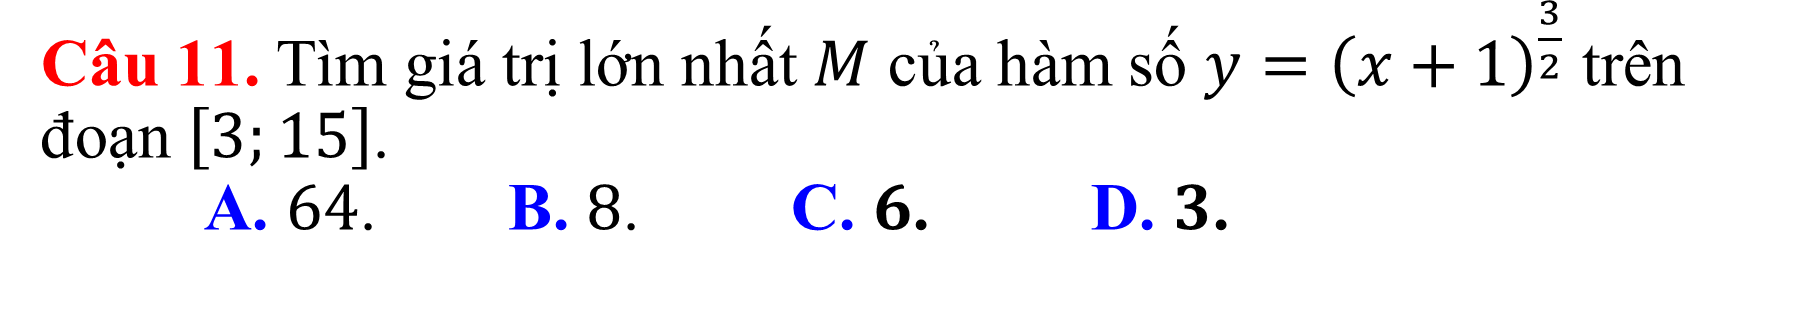 Câu 11. Tìm giá trị lớn nhất M của hàm số y = (x + 1)^{3/2} trên
đoạn [3; 15].
A. 64. B. 8. C. 6. D. 3.